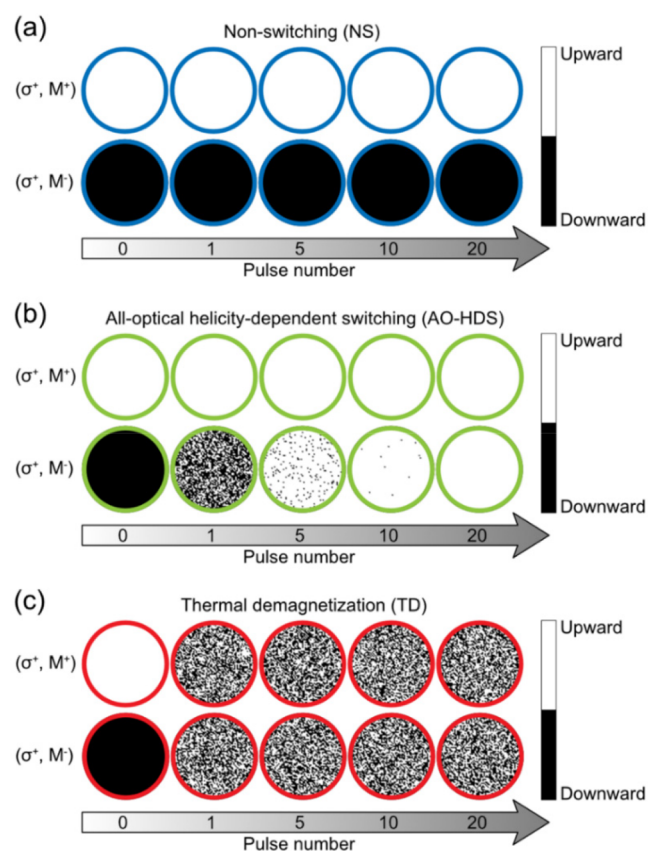 (a)
Non-switching (NS)
Upward
(σ⁺, M⁺)
(σ⁺, M⁻)
Downward
0 1 5 10 20
Pulse number
(b)
All-optical helicity-dependent switching (AO-HDS)
Upward
(σ⁺, M⁺)
(σ⁺, M⁻)
Downward
0 1 5 10 20
Pulse number
(c)
Thermal demagnetization (TD)
Upward
(σ⁺, M⁺)
(σ⁺, M⁻)
Downward
0 1 5 10 20
Pulse number